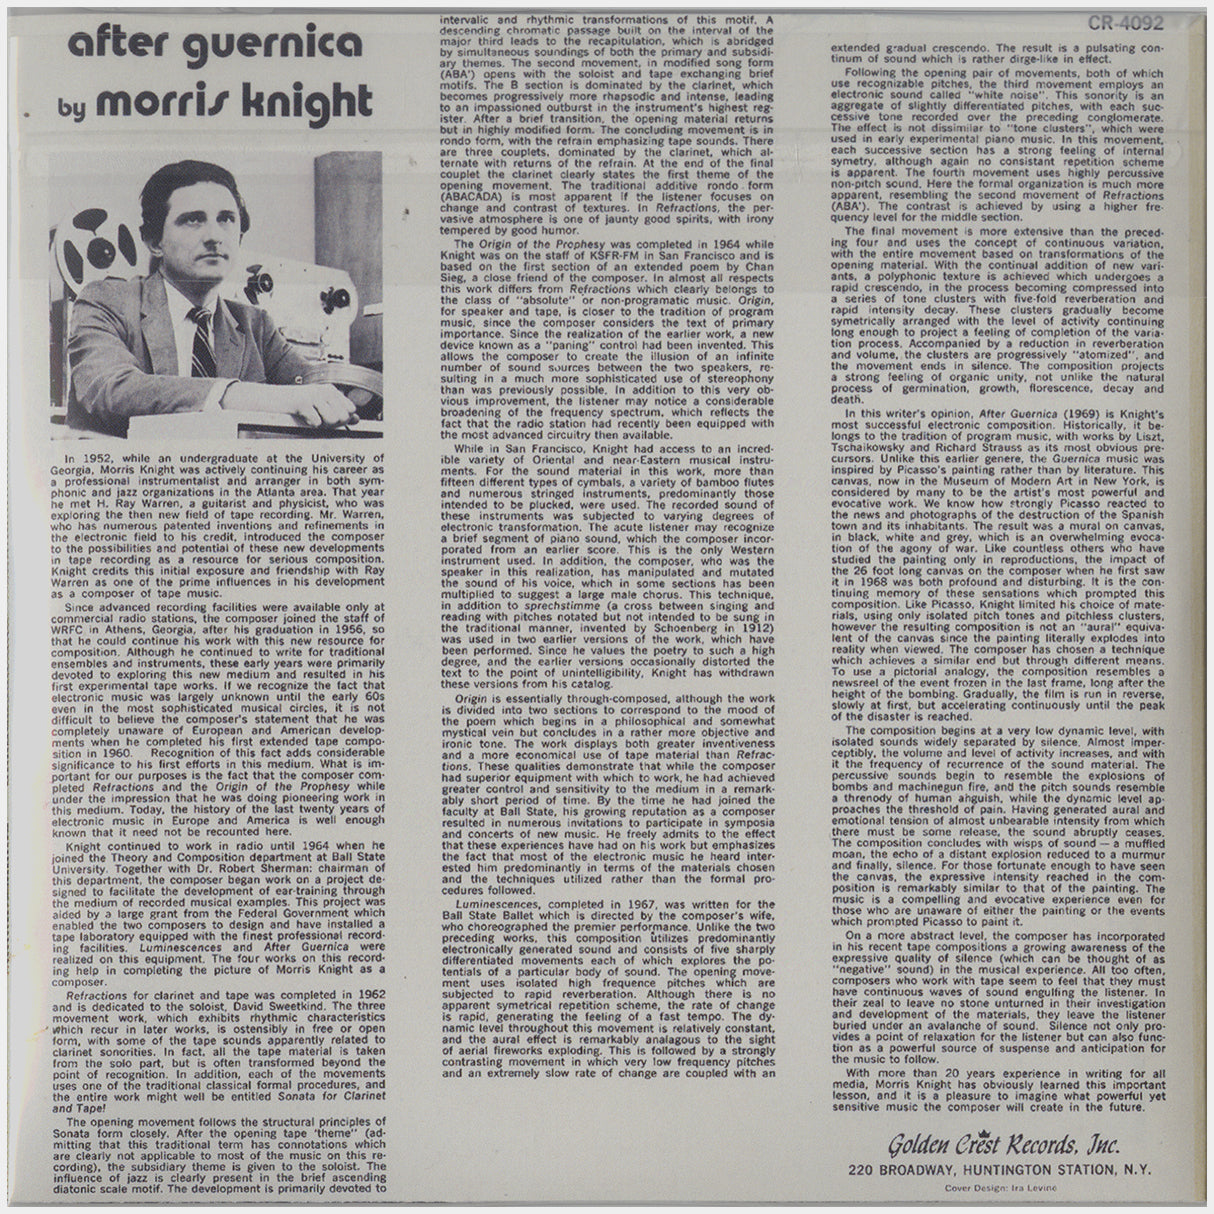 after guernica
by morris knight
In 1952, while an undergraduate at the University of
Georgia, Morris Knight was actively continuing his career as
a professional instrumentalist and arranger in both sym-
phonic and jazz organizations in the Atlanta area. That year
he met H. Ray Warren, a guitarist and physicist, who was
exploring the then new field of tape recording. Mr. Warren,
who has numerous patented inventions and refinements in
the electronic field to his credit, introduced the composer
to the possibilities and potential of these new developments
in tape recording as a resource for serious composition.
Knight credits this initial exposure and friendship with Ray
Warren as one of the prime influences in his development
as a composer of tape music.
Since advanced recording facilities were available only at
commercial radio stations, the composer joined the staff of
WRFC in Athens, Georgia, after his graduation in 1956, so
that he could continue his work with this new resource for
composition. Although he continued to write for traditional
ensembles and instruments, these early years were primarily
devoted to exploring this new medium and resulted in his
first experimental tape works. If we recognize the fact that
electronic music was largely unknown until the early 60s
even in the most sophisticated musical circles, it is not
difficult to believe the composer's statement that he was
completely unaware of European and American develop-
ments when he completed his first extended tape compo-
sition in 1960. Recognition of this fact adds considerable
significance to his first efforts in this medium. What is im-
portant for our purposes is the fact that the composer com-
pleted Refractions and the Origin of the Prophesy while
under the impression that he was doing pioneering work in
this medium. Today, the history of the last twenty years of
electronic music in Europe and America is well enough
known that it need not be recounted here.
Knight continued to work in radio until 1964 when he
joined the Theory and Composition department at Ball State
University. Together with Dr. Robert Sherman: chairman of
this department, the composer began work on a project de-
signed to facilitate the development of ear-training through
the medium of recorded musical examples. This project was
aided by a large grant from the Federal Government which
enabled the two composers to design and have installed a
tape laboratory equipped with the finest professional record-
ing facilities. Luminescences and After Guernica were
realized on this equipment. The four works on this record-
ing help in completing the picture of Morris Knight as a
composer.
Refractions for clarinet and tape was completed in 1962
and is dedicated to the soloist, David Sweetkind. The three
movement work, which exhibits rhythmic characteristics
which recur in later works, is ostensibly in free or open
form, with some of the tape sounds apparently related to
clarinet sonorities. In fact, all the tape material is taken
from the solo part, but is often transformed beyond the
point of recognition. In addition, each of the movements
uses one of the traditional classical formal procedures, and
the entire work might well be entitled Sonata for Clarinet
and Tape!
The opening movement follows the structural principles of
Sonata form closely. After the opening tape 'theme'' (ad-
mitting that this traditional term has connotations which
are clearly not applicable to most of the music on this re-
cording), the subsidiary theme is given to the soloist. The
influence of jazz is clearly present in the brief ascending
diatonic scale motif. The development is primarily devoted to
intervalic and rhythmic transformations of this motif. A
descending chromatic passage built on the interval of the
major third leads to the recapitulation, which is abridged
by simultaneous soundings of both the primary and subsidi-
ary themes. The second movement, in modified song form
(ABA') opens with the soloist and tape exchanging brief
motifs. The B section is dominated by the clarinet, which
becomes progressively more rhapsodic and intense, leading
to an impassioned outburst in the instrument's highest reg-
ister. After a brief transition, the opening material returns
but in highly modified form. The concluding movement is in
rondo form, with the refrain emphasizing tape sounds. There
are three couplets, dominated by the clarinet, which al-
ternate with returns of the refrain. At the end of the final
couplet the clarinet clearly states the first theme of the
opening movement. The traditional additive rondo form
(ABACADA) is most apparent if the listener focuses on
change and contrast of textures. In Refractions, the per-
vasive atmosphere is one of jaunty good spirits, with irony
tempered by good humor.
The Origin of the Prophesy was completed in 1964 while
Knight was on the staff of KSFR-FM in San Francisco and is
based on the first section of an extended poem by Chan
Sieg, a close friend of the composer. In almost all respects
this work differs from Refractions which clearly belongs to
the class of "absolute" or non-programatic music. Origin,
for speaker and tape, is closer to the tradition of program
music, since the composer considers the text of primary
importance. Since the realization of the earlier work, a new
device known as a "paning" control had been invented. This
allows the composer to create the illusion of an infinite
number of sound sources between the two speakers, re-
sulting in a much more sophisticated use of stereophony
than was previously possible. In addition to this very ob-
vious improvement, the listener may notice a considerable
broadening of the frequency spectrum, which reflects the
fact that the radio station had recently been equipped with
the most advanced circuitry then available.
While in San Francisco, Knight had access to an incred-
ible variety of Oriental and near-Eastern musical instru-
ments. For the sound material in this work, more than
fifteen different types of cymbals, a variety of bamboo flutes
and numerous stringed instruments, predominantly those
intended to be plucked, were used. The recorded sound of
these instruments was subjected to varying degrees of
electronic transformation. The acute listener may recognize
a brief segment of piano sound, which the composer incor-
porated from an earlier score. This is the only Western
instrument used. In addition, the composer, who was the
speaker in this realization, has manipulated and mutated
the sound of his voice, which in some sections has been
multiplied to suggest a large male chorus. This technique,
in addition to sprechstimme (a cross between singing and
reading with pitches notated but not intended to be sung in
the traditional manner, invented by Schoenberg in 1912)
was used in two earlier versions of the work, which have
been performed. Since he values the poetry to such a high
degree, and the earlier versions occasionally distorted the
text to the point of unintelligibility, Knight has withdrawn
these versions from his catalog.
Origin is essentially through-composed, although the work
is divided into two sections to correspond to the mood of
the poem which begins in a philosophical and somewhat
mystical vein but concludes in a rather more objective and
ironic tone. The work displays both greater inventiveness
and a more economical use of tape material than Refrac-
tions. These qualities demonstrate that while the composer
had superior equipment with which to work, he had achieved
greater control and sensitivity to the medium in a remark-
ably short period of time. By the time he had joined the
faculty at Ball State, his growing reputation as a composer
resulted in numerous invitations to participate in symposia
and concerts of new music. He freely admits to the effect
that these experiences have had on his work but emphasizes
the fact that most of the electronic music he heard inter-
ested him predominantly in terms of the materials chosen
and the techniques utilized rather than the formal pro-
cedures followed.
Luminescences, completed in 1967, was written for the
Ball State Ballet which is directed by the composer's wife,
who choreographed the premier performance. Unlike the two
preceding works, this composition utilizes predominantly
electronically generated sound and consists of five sharply
differentiated movements each of which explores the po-
tentials of a particular body of sound. The opening move-
ment uses isolated high frequence pitches which are
subjected to rapid reverberation. Although there is no
apparent symetrical repetition scheme, the rate of change
is rapid, generating the feeling of a fast tempo. The dy-
namic level throughout this movement is relatively constant,
and the aural effect is remarkably analagous to the sight
of aerial fireworks exploding. This is followed by a strongly
contrasting movement in which very low frequency pitches
and an extremely slow rate of change are coupled with an
CR-4092
extended gradual crescendo. The result is a pulsating con-
tinum of sound which is rather dirge-like in effect.
Following the opening pair of movements, both of which
use recognizable pitches, the third movement employs an
electronic sound called "white noise". This sonority is an
aggregate of slightly differentiated pitches, with each suc-
cessive tone recorded over the preceding conglomerate.
The effect is not dissimilar to "tone clusters", which were
used in early experimental piano music. In this movement,
each successive section has a strong feeling of internal
symetry, although again no consistant repetition scheme
is apparent. The fourth movement uses highly percussive
non-pitch sound. Here the formal organization is much more
apparent, resembling the second movement of Refractions
(ABA'). The contrast is achieved by using a higher fre-
quency level for the middle section.
The final movement is more extensive than the preced-
ing four and uses the concept of continuous variation,
with the entire movement based on transformations of the
opening material. With the continual addition of new vari-
ants, a polyphonic texture is achieved which undergoes a
rapid crescendo, in the process becoming compressed into
a series of tone clusters with five-fold reverberation and
rapid intensity decay. These clusters gradually become
symetrically arranged with the level of activity continuing
long enough to project a feeling of completion of the varia-
tion process. Accompanied by a reduction in reverberation
and volume, the clusters are progressively "atomized", and
the movement ends in silence. The composition projects
a strong feeling of organic unity, not unlike the natural
process of germination, growth, florescence, decay and
death.
In this writer's opinion, After Guernica (1969) is Knight's
most successful electronic composition. Historically, it be-
longs to the tradition of program music, with works by Liszt,
Tschaikowsky and Richard Strauss as its most obvious pre-
cursors. Unlike this earlier genere, the Guernica music was
inspired by Picasso's painting rather than by literature. This
canvas, now in the Museum of Modern Art in New York, is
considered by many to be the artist's most powerful and
evocative work. We know how strongly Picasso reacted to
the news and photographs of the destruction of the Spanish
town and its inhabitants. The result was a mural on canvas,
in black, white and grey, which is an overwhelming evoca-
tion of the agony of war. Like countless others who have
studied the painting only in reproductions, the impact of
the 26 foot long canvas on the composer when he first saw
it in 1968 was both profound and disturbing. It is the con-
tinuing memory of these sensations which prompted this
composition. Like Picasso, Knight limited his choice of mate-
rials, using only isolated pitch tones and pitchless clusters,
however the resulting composition is not an "aural" equiva-
lent of the canvas since the painting literally explodes into
reality when viewed. The composer has chosen a technique
which achieves a similar end but through different means.
To use a pictorial analogy, the composition resembles a
newsreel of the event frozen in the last frame, long after the
height of the bombing. Gradually, the film is run in reverse,
slowly at first, but accelerating continuously until the peak
of the disaster is reached.
The composition begins at a very low dynamic level, with
isolated sounds widely separated by silence. Almost imper-
ceptibly, the volume and level of activity increases, and with
it the frequency of recurrence of the sound material. The
percussive sounds begin to resemble the explosions of
bombs and machinegun fire, and the pitch sounds resemble
a threnody of human ahguish, while the dynamic level ap-
proaches the threshold of pain. Having generated aural and
emotional tension of almost unbearable intensity from which
there must be some release, the sound abruptly ceases.
The composition concludes with wisps of sound — a muffled
moan, the echo of a distant explosion reduced to a murmur
and finally, silence. For those fortunate enough to have seen
the canvas, the expressive intensity reached in the com-
position is remarkably similar to that of the painting. The
music is a compelling and evocative experience even for
those who are unaware of either the painting or the events
which prompted Picasso to paint it.
On a more abstract level, the composer has incorporated
in his recent tape compositions a growing awareness of the
expressive quality of silence (which can be thought of as
"negative" sound) in the musical experience. All too often,
composers who work with tape seem to feel that they must
have continuous waves of sound engulfing the listener. In
their zeal to leave no stone unturned in their investigation
and development of the materials, they leave the listener
buried under an avalanche of sound. Silence not only pro-
vides a point of relaxation for the listener but can also func-
tion as a powerful source of suspense and anticipation for
the music to follow.
With more than 20 years experience in writing for all
media, Morris Knight has obviously learned this important
lesson, and it is a pleasure to imagine what powerful yet
sensitive music the composer will create in the future.
Golden Crest Records, Inc.
220 BROADWAY, HUNTINGTON STATION, N.Y.
Cover Design: Ira Levine